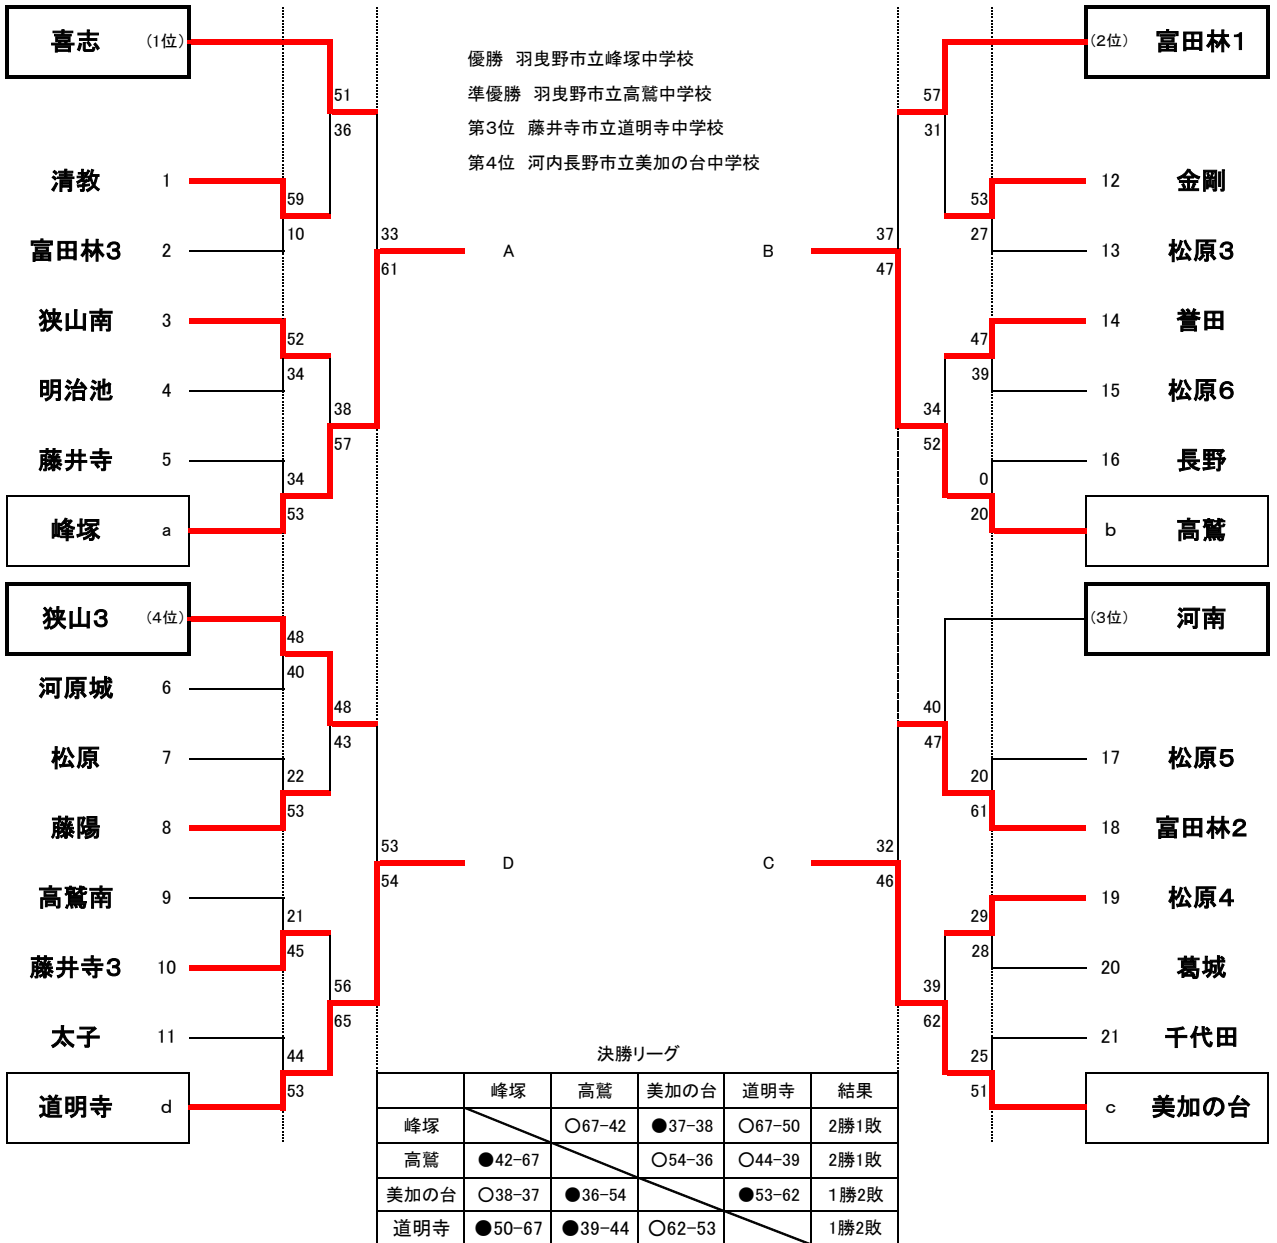 喜志 (1位)
51
36
清教 1
59
10
富田林3 2
狭山南 3
52
34
明治池 4
38
57
藤井寺 5
34
53
峰塚 a
33
61
A
狭山3 (4位)
48
40
河原城 6
48
43
松原 7
22
53
藤陽 8
53
54
D
高鷲南 9
21
45
藤井寺3 10
56
65
太子 11
44
53
道明寺 d
優勝 羽曳野市立峰塚中学校
準優勝 羽曳野市立高鷲中学校
第3位 藤井寺市立道明寺中学校
第4位 河内長野市立美加の台中学校
(2位) 富田林1
57
31
12 金剛
53
27
13 松原3
B
37
47
14 誉田
47
39
15 松原6
34
52
16 長野
0
20
b 高鷲
(3位) 河南
40
47
17 松原5
20
61
18 富田林2
C
32
46
19 松原4
29
28
20 葛城
39
62
21 千代田
25
51
c 美加の台
決勝リーグ
峰塚 高鷲 美加の台 道明寺 結果
峰塚 ○67-42 ●37-38 ○67-50 2勝1敗
高鷲 ●42-67 ○54-36 ○44-39 2勝1敗
美加の台 ○38-37 ●36-54 ●53-62 1勝2敗
道明寺 ●50-67 ●39-44 ○62-53 1勝2敗